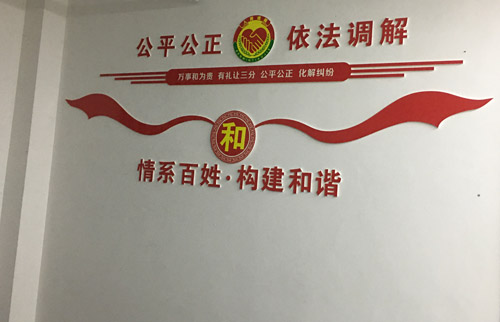 公平公正 依法调解
万事和为贵 有礼让三分 公平公正 化解纠纷
和
情系百姓·构建和谐